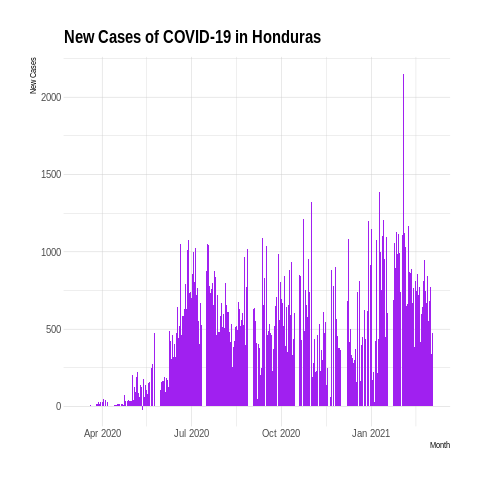 New Cases of COVID-19 in Honduras
New Cases
2000
1500
1000
500
0
Apr 2020 Jul 2020 Oct 2020 Jan 2021
Month